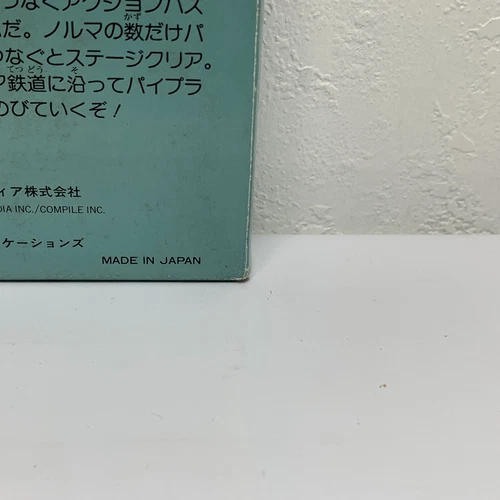 つなぐアクションパズ
だ。ノルマの数だけパ
つなぐとステージクリア。
ア鉄道に沿ってパイプラ
のびていくぞ!
ィア株式会社
DIA INC./COMPILE INC.
ケーションズ
MADE IN JAPAN